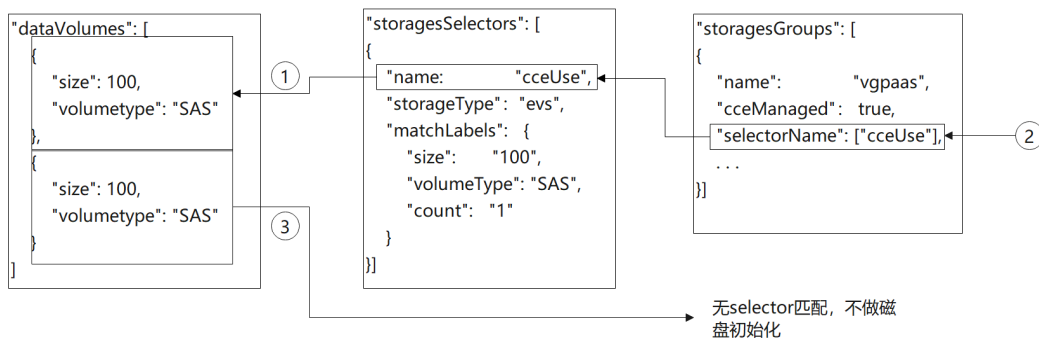 "dataVolumes": [
{
"size": 100,
"volumetype": "SAS"
},
{
"size": 100,
"volumetype": "SAS"
}
]
1
3
"storagesSelectors": [
{
"name: "cceUse",
"storageType": "evs",
"matchLabels": {
"size": "100",
"volumeType": "SAS",
"count": "1"
}
}]
"storagesGroups": [
{
"name": "vgpaas",
"cceManaged": true,
"selectorName": ["cceUse"],
. . .
}]
2
无selector匹配，不做磁
盘初始化